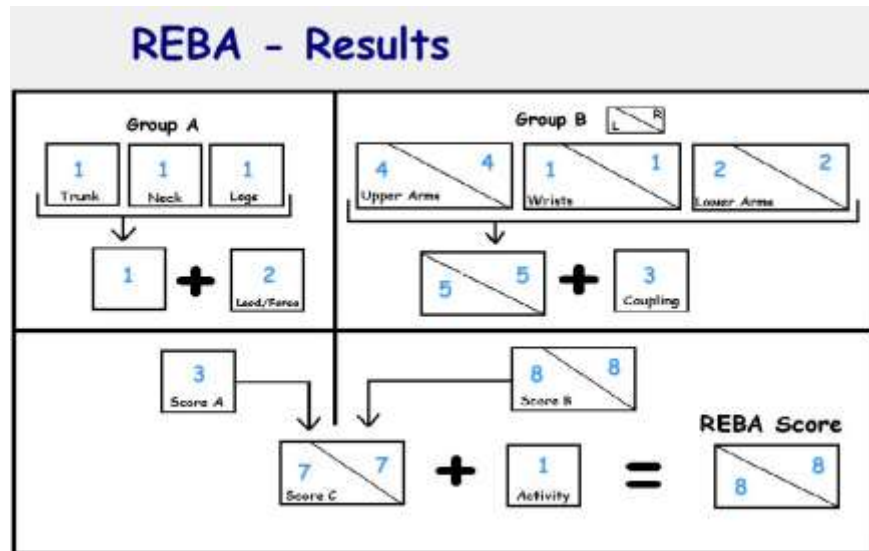 REBA - Results
Group A
Group B L R
1 1 1
Trunk Neck Legs
4 4 1 1 2 2
Upper Arms Wrists Lower Arms
1 + 2
Load/Force
5 5 + 3
Coupling
3
Score A
8 8
Score B
REBA Score
7 7 + 1 = 8 8
Score C Activity